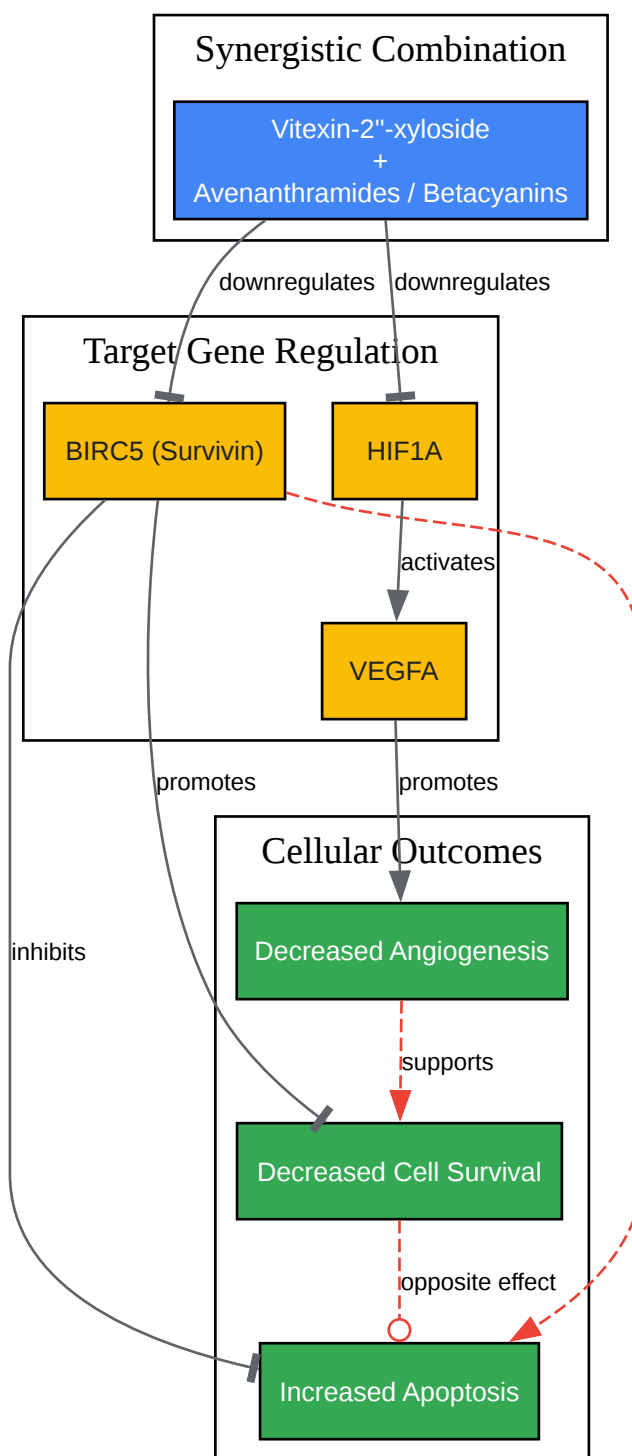 Synergistic Combination
Vitexin-2"-xyloside
+
Avenanthramides / Betacyanins
downregulates
downregulates
Target Gene Regulation
BIRC5 (Survivin)
HIF1A
activates
VEGFA
promotes
promotes
Cellular Outcomes
inhibits
Decreased Angiogenesis
supports
Decreased Cell Survival
opposite effect
Increased Apoptosis